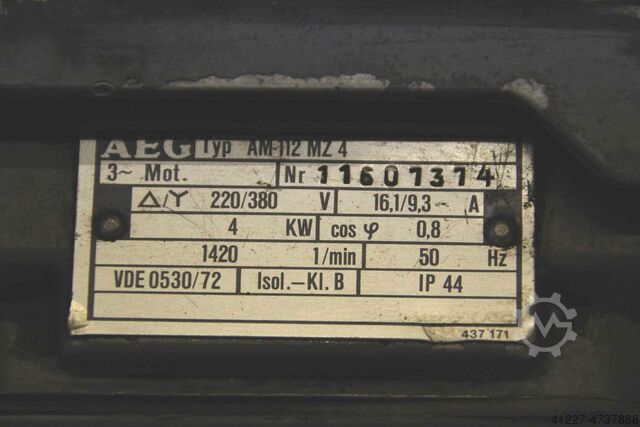 AEG Typ AM 112 MZ 4
3~ Mot. Nr 11607374
Δ/Y 220/380 V 16,1/9,3 A
4 KW cos φ 0,8
1420 1/min 50 Hz
VDE 0530/72 Isol.-Kl. B IP 44
437 171
41227-4737888